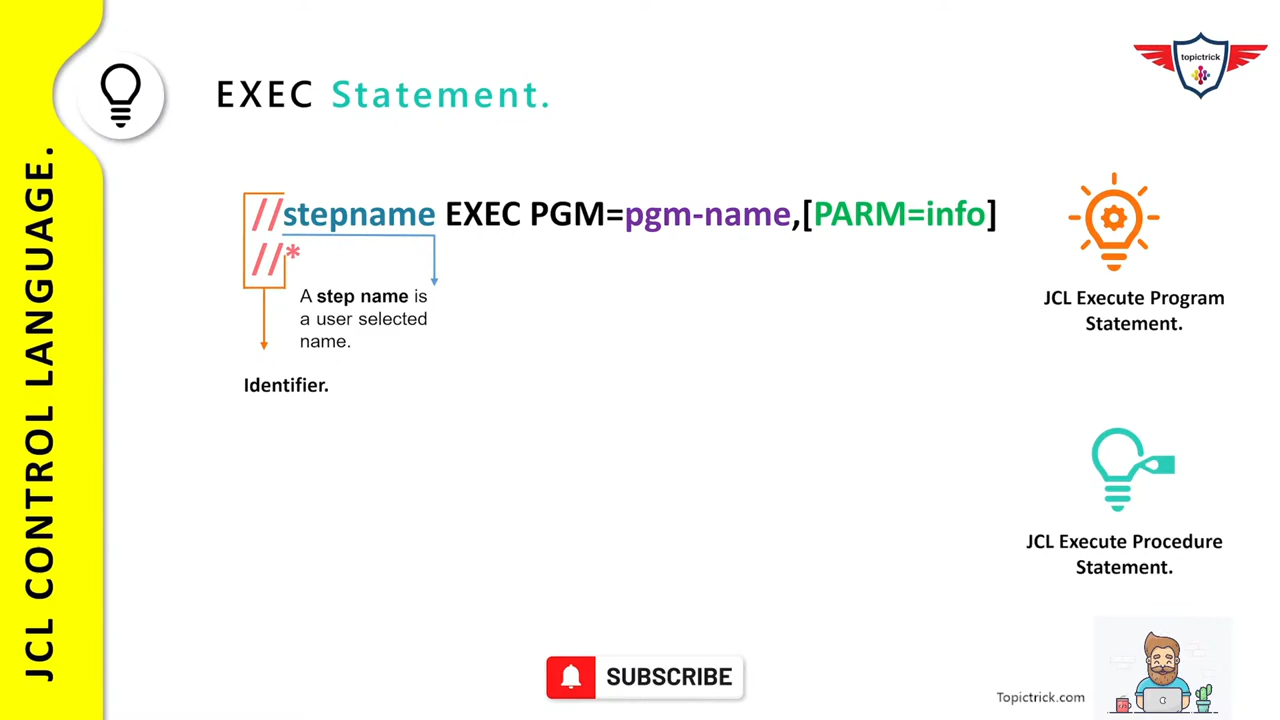 JCL CONTROL LANGUAGE.
topictrick
EXEC Statement.
//stepname EXEC PGM=pgm-name,[PARM=info]
//*
A step name is
a user selected
name.
Identifier.
JCL Execute Program
Statement.
JCL Execute Procedure
Statement.
SUBSCRIBE
Topictrick.com